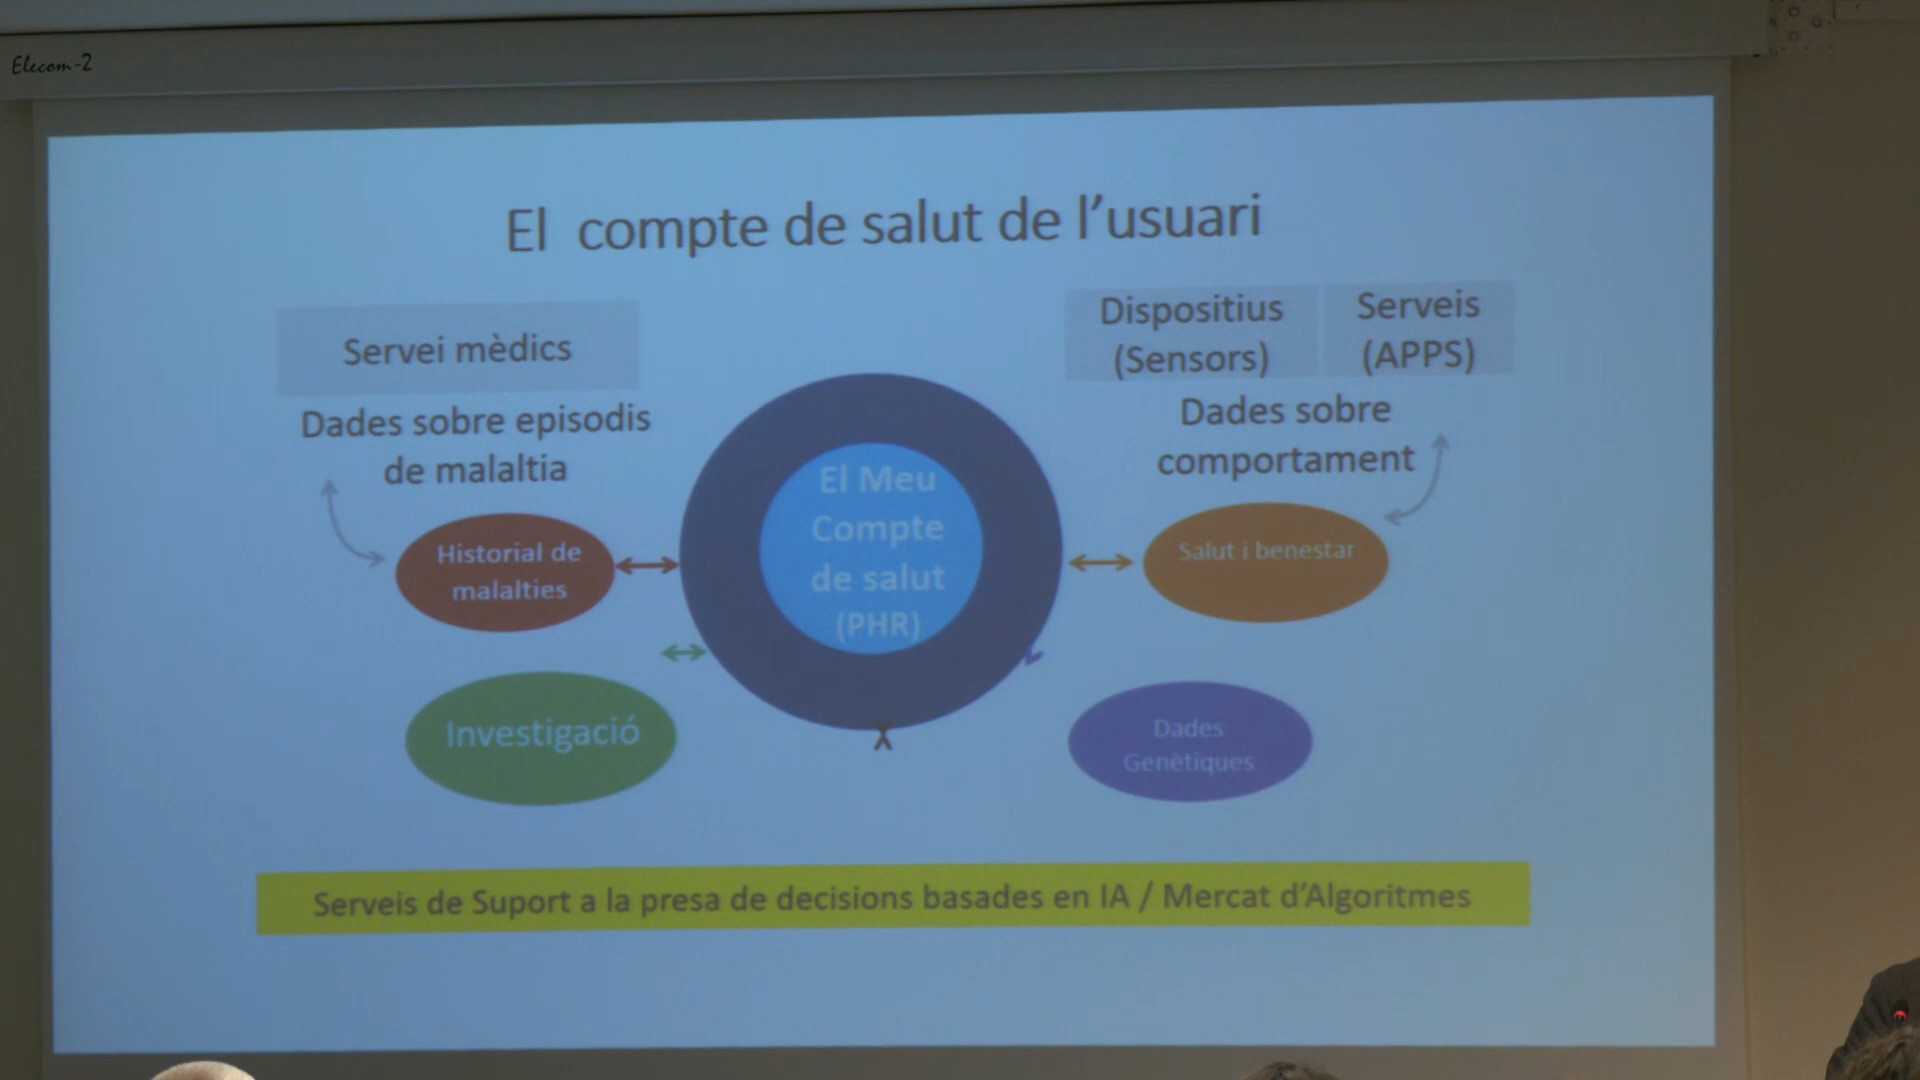 Elecom-2
El compte de salut de l'usuari
Servei mèdics
Dades sobre episodis
de malaltia
Dispositius
(Sensors)
Serveis
(APPS)
Dades sobre
comportament
Historial de
malalties
El Meu
Compte
de salut
(PHR)
Salut i benestar
Investigació
Dades
Genètiques
Serveis de Suport a la presa de decisions basades en IA / Mercat d'Algoritmes